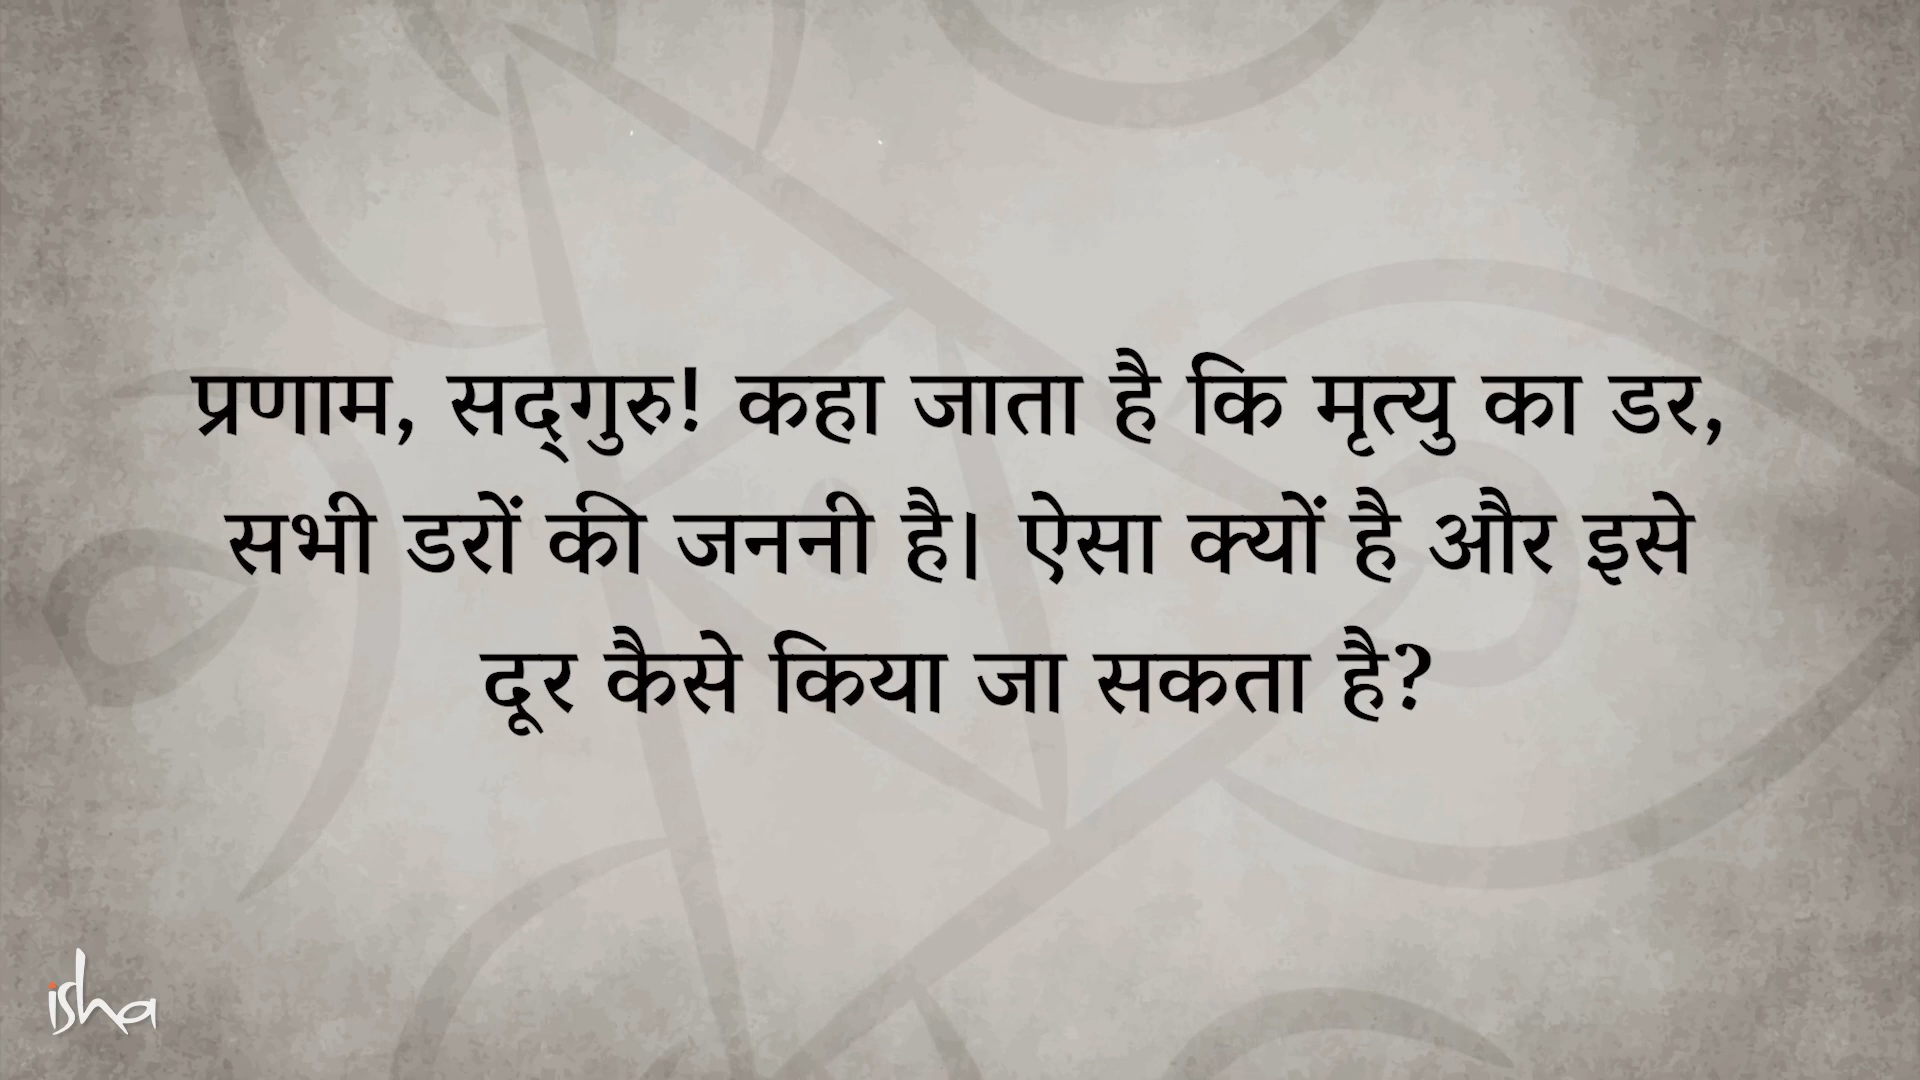 प्रणाम, सद्‌गुरु! कहा जाता है कि मृत्यु का डर,
सभी डरों की जननी है। ऐसा क्यों है और इसे
दूर कैसे किया जा सकता है?
isha